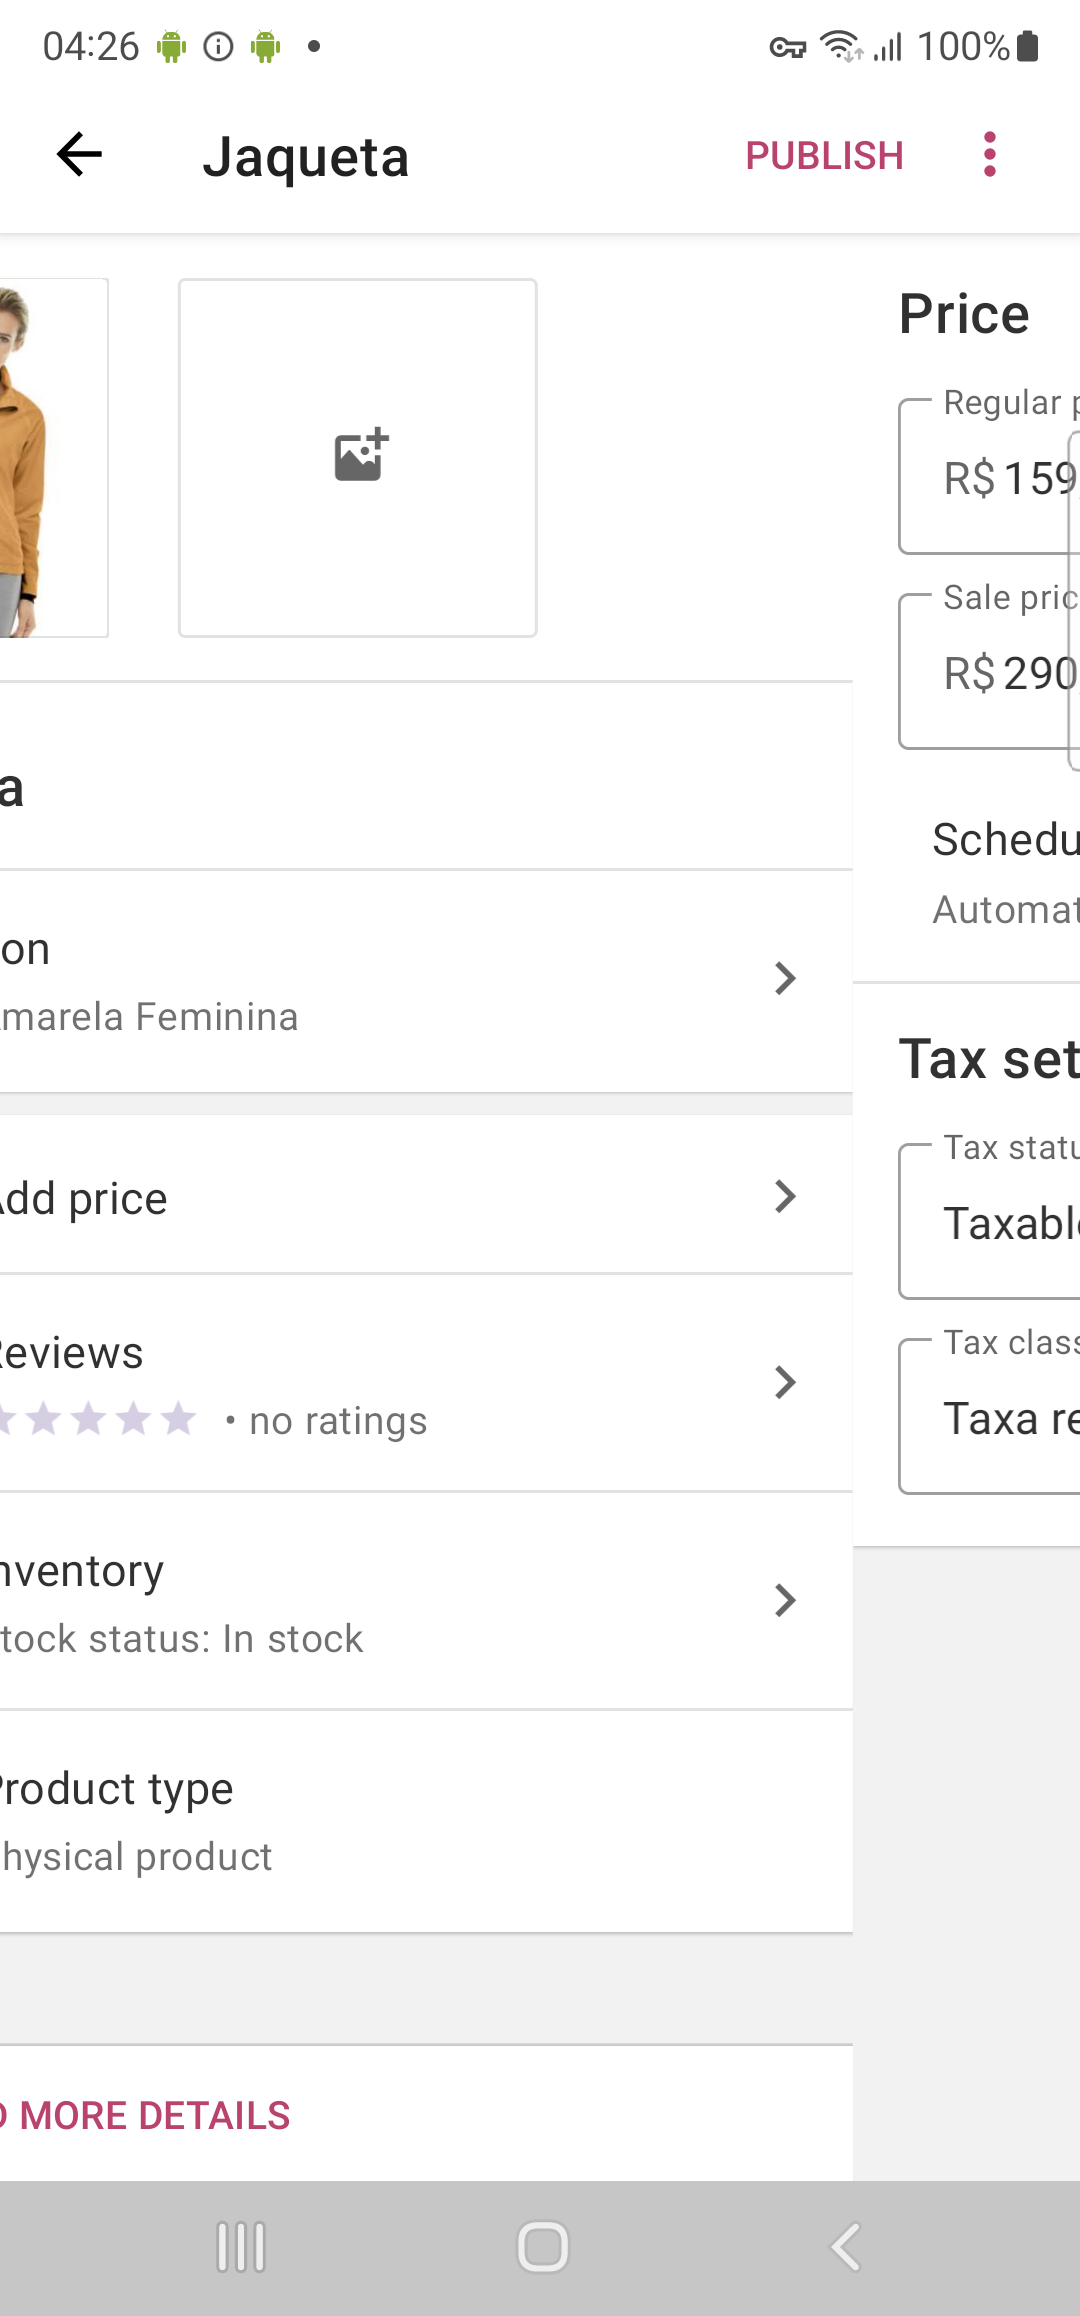 04:26
100%
Jaqueta
PUBLISH
a
on
marela Feminina
dd price
eviews
• no ratings
nventory
tock status: In stock
roduct type
hysical product
MORE DETAILS
Price
Regular p
R$ 159
Sale pric
R$ 290
Schedu
Automat
Tax set
Tax statu
Taxable
Tax class
Taxa re